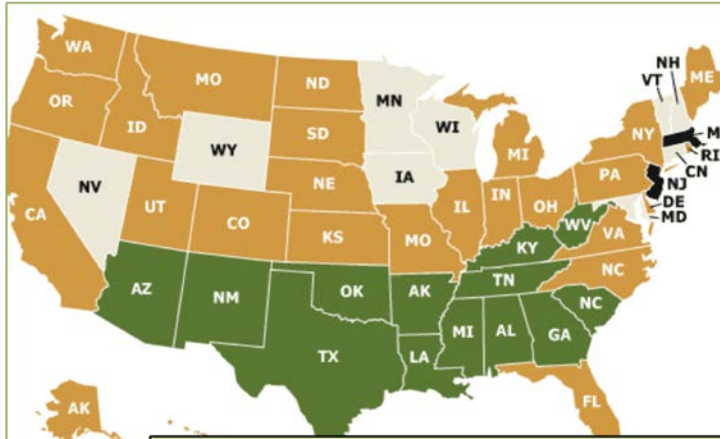 WA
MO
ND
MN
VT
NH
ME
OR
ID
SD
WI
MI
NY
M
RI
WY
NE
IA
PA
CN
NJ
NV
UT
CO
IL
IN
OH
DE
MD
CA
KS
MO
WV
VA
KY
NC
AZ
NM
OK
AK
TN
NC
TX
LA
MI
AL
GA
AK
FL